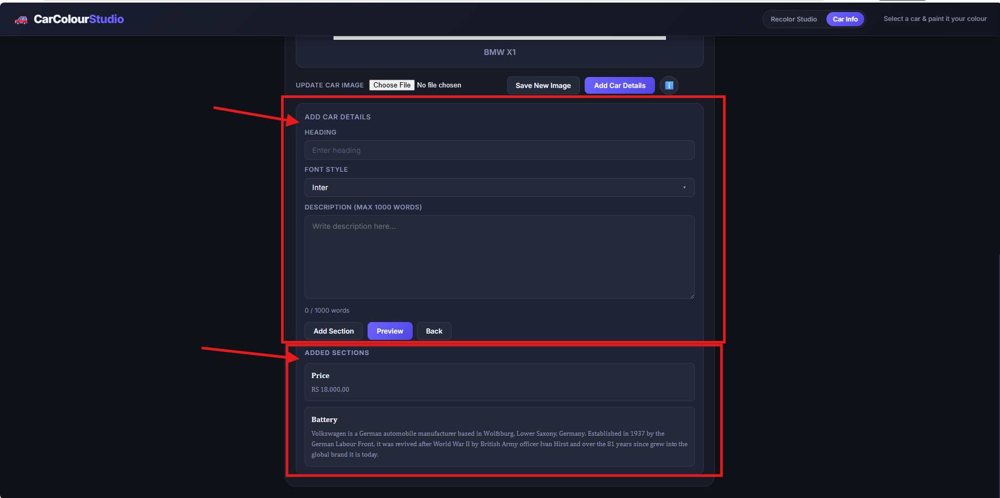 CarColourStudio
Recolor Studio
Car Info
Select a car & paint it your colour
BMW X1
UPDATE CAR IMAGE
Choose File No file chosen
Save New Image
Add Car Details
i
ADD CAR DETAILS
HEADING
Enter heading
FONT STYLE
Inter
DESCRIPTION (MAX 1000 WORDS)
Write description here...
0 / 1000 words
Add Section
Preview
Back
ADDED SECTIONS
Price
RS 18,000,00
Battery
Volkswagen is a German automobile manufacturer based in Wolfsburg, Lower Saxony, Germany. Established in 1937 by the
German Labour Front, it was revived after World War II by British Army officer Ivan Hirst and over the 81 years since grew into the
global brand it is today.